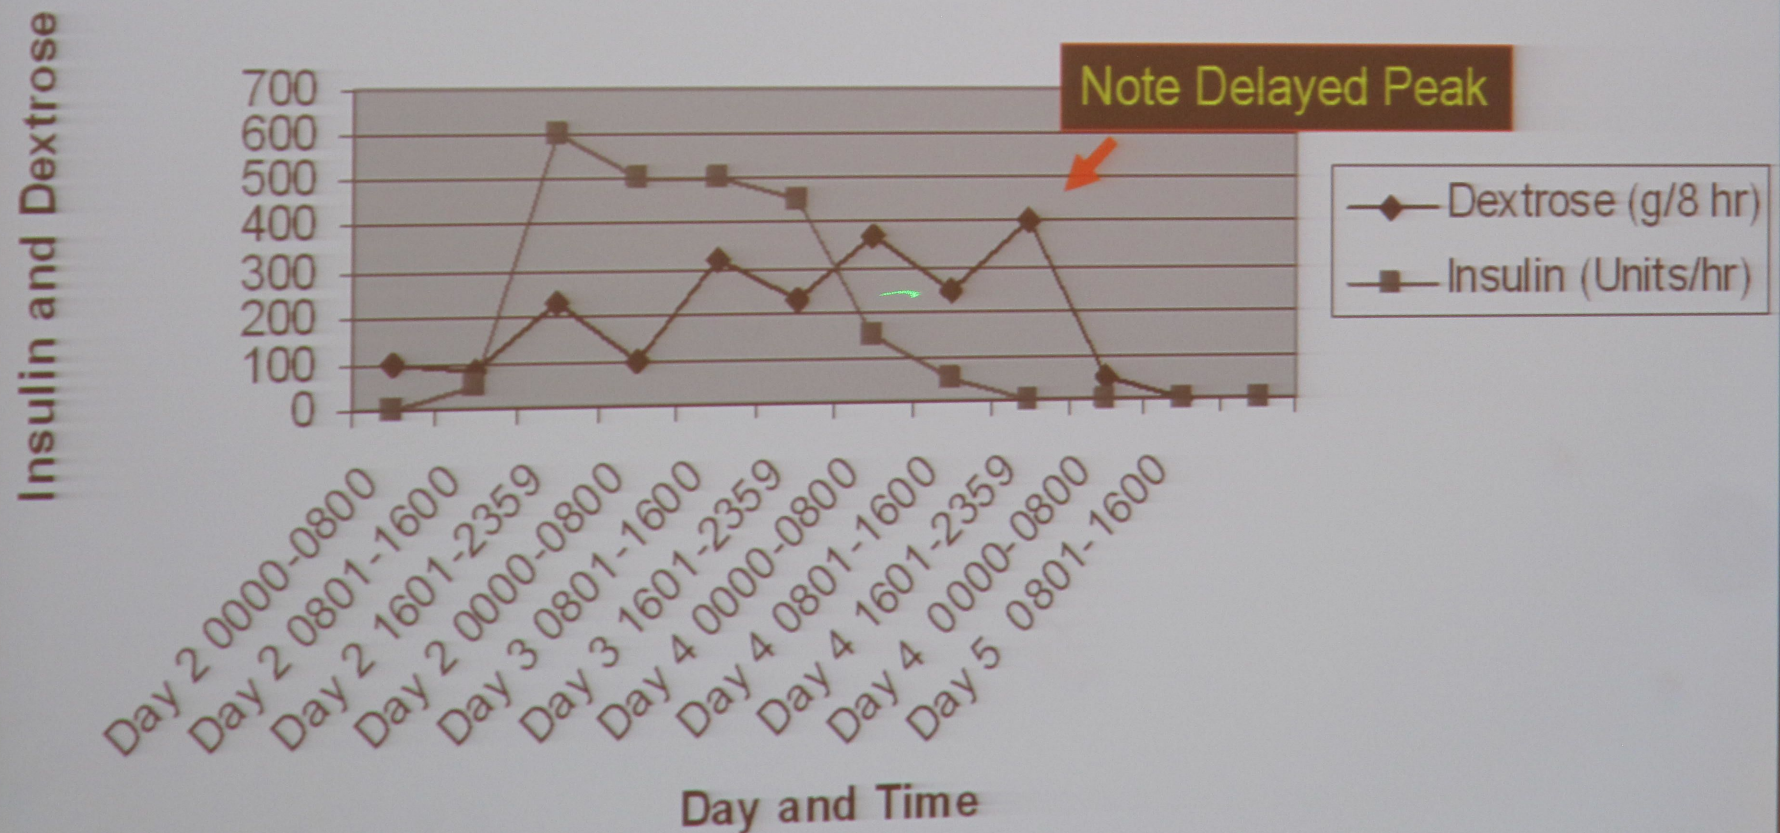 Insulin and Dextrose
Note Delayed Peak
700
600
500
400
300
200
100
0
Dextrose (g/8 hr)
Insulin (Units/hr)
Day 2 0000-0800
Day 2 0801-1600
Day 2 1601-2359
Day 2 0000-0800
Day 3 0801-1600
Day 3 1601-2359
Day 4 0000-0800
Day 4 0801-1600
Day 4 1601-2359
Day 4 0000-0800
Day 5 0801-1600
Day and Time